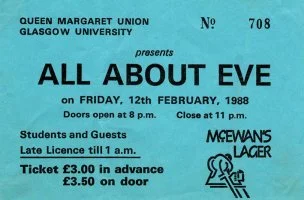 QUEEN MARGARET UNION
GLASGOW UNIVERSITY
Nº 708
presents
ALL ABOUT EVE
on FRIDAY, 12th FEBRUARY, 1988
Doors open at 8 p.m. Close at 11 p.m.
Students and Guests
Late Licence till 1 a.m.
Ticket £3.00 in advance
£3.50 on door
McEWAN'S
LAGER